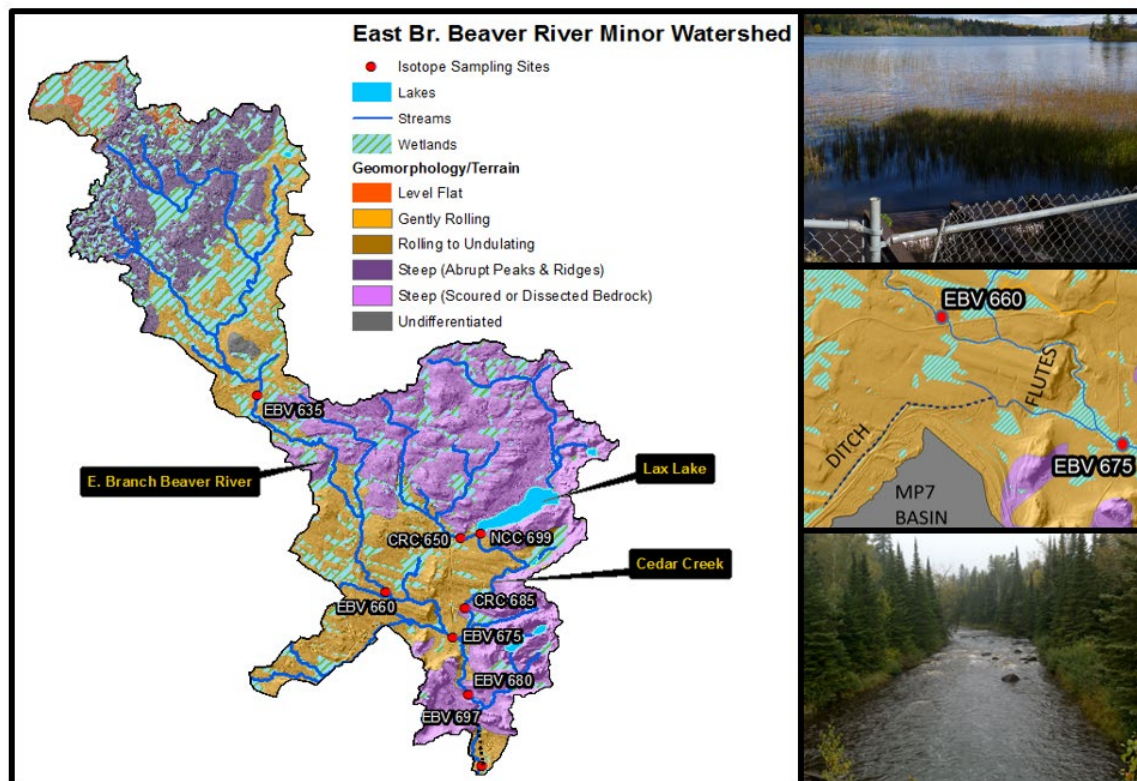 East Br. Beaver River Minor Watershed
Isotope Sampling Sites
Lakes
Streams
Wetlands
Geomorphology/Terrain
Level Flat
Gently Rolling
Rolling to Undulating
Steep (Abrupt Peaks & Ridges)
Steep (Scoured or Dissected Bedrock)
Undifferentiated
EBV 635
E. Branch Beaver River
Lax Lake
CRC 650
NCC 699
Cedar Creek
EBV 660
CRC 685
EBV 675
EBV 680
EBV 697
EBV 660
FLUTES
DITCH
EBV 675
MP7
BASIN